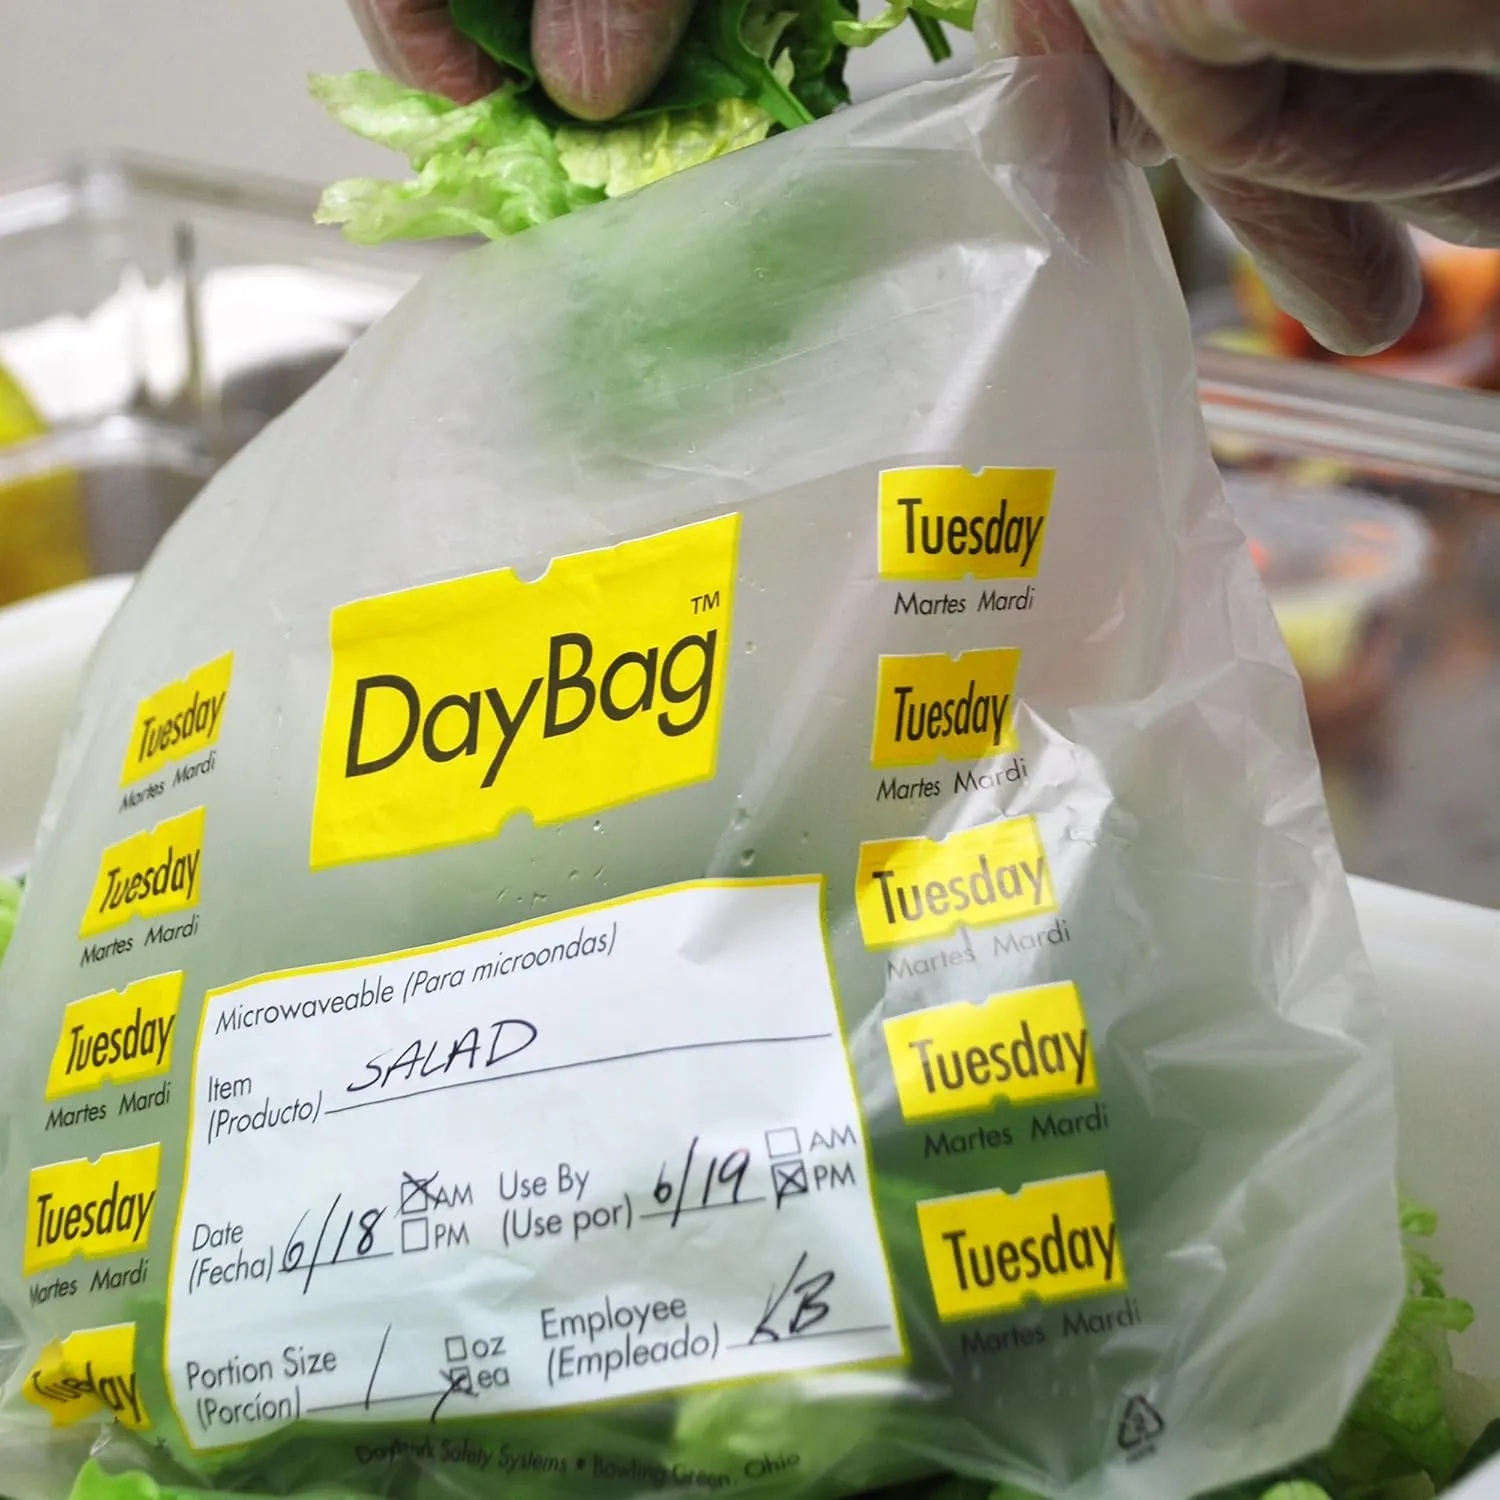 DayBag™
Tuesday
Martes Mardi
Tuesday
Martes Mardi
Tuesday
Martes Mardi
Tuesday
Martes Mardi
Tuesday
Tuesday
Martes Mardi
Tuesday
Martes Mardi
Tuesday
Martes Mardi
Tuesday
Martes Mardi
Tuesday
Martes Mardi
Microwaveable (Para microondas)
Item SALAD
(Producto)
Date 6/18 AM Use By 6/19 AM
(Fecha) PM (Use por) PM
Portion Size 1 oz Employee KB
(Porcíon) ea (Empleado)
DayMark Safety Systems • Bowling Green, Ohio